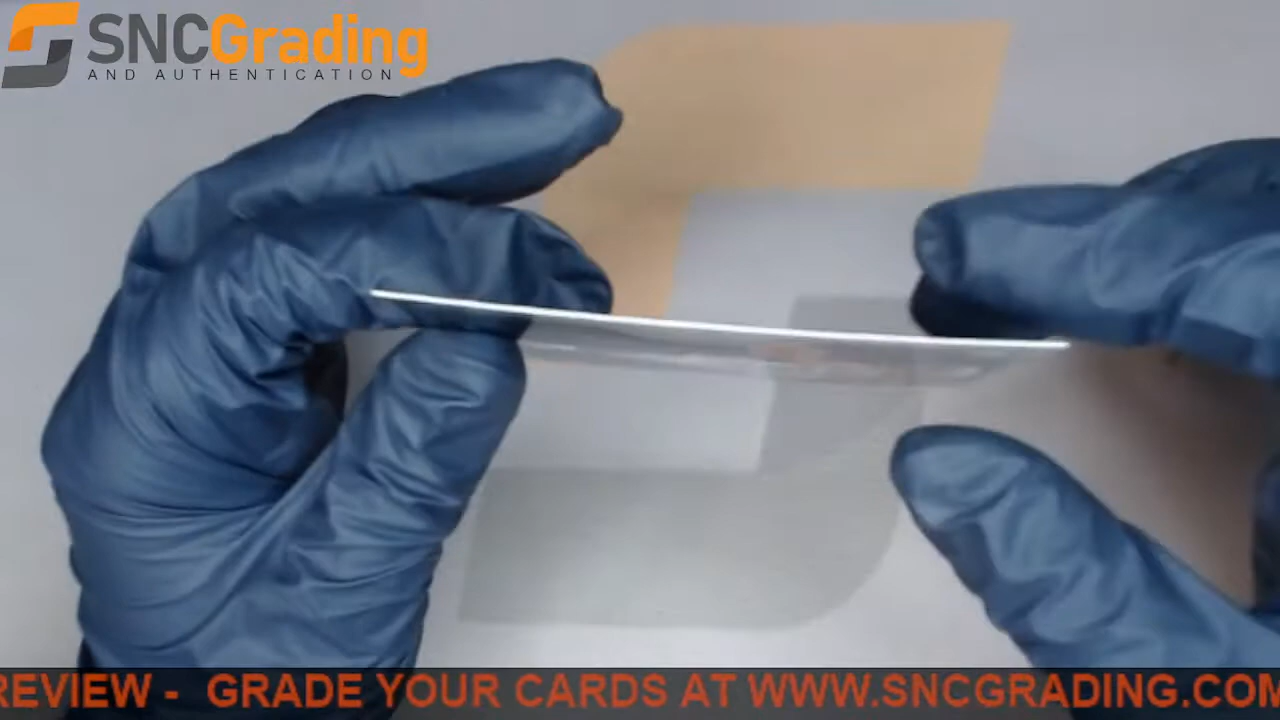 SNCGrading
AND AUTHENTICATION
REVIEW - GRADE YOUR CARDS AT WWW.SNCGRADING.COM